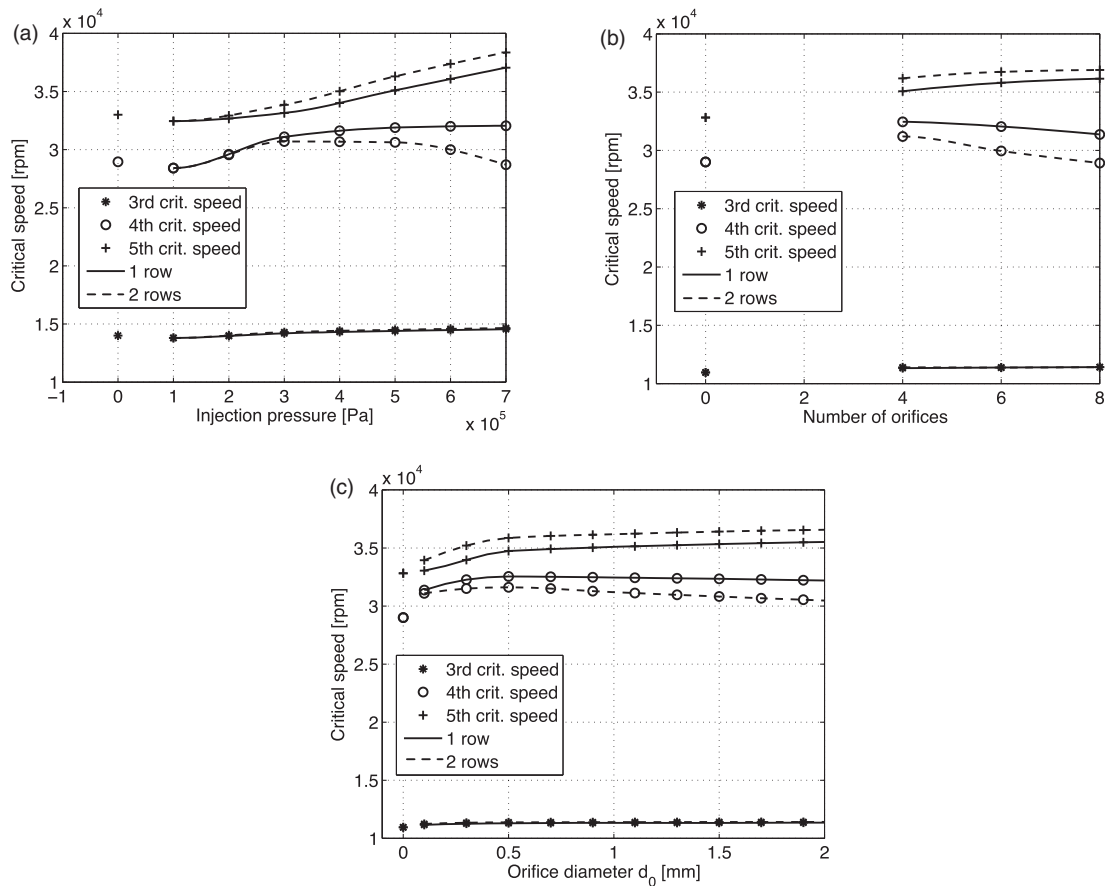 (a)
x 10^4
4
3.5
3
2.5
2
1.5
1
Critical speed [rpm]
3rd crit. speed
4th crit. speed
5th crit. speed
1 row
2 rows
−1 0 1 2 3 4 5 6 7
Injection pressure [Pa]
x 10^5
(b)
x 10^4
4
3.5
3
2.5
2
1.5
1
Critical speed [rpm]
3rd crit. speed
4th crit. speed
5th crit. speed
1 row
2 rows
0 2 4 6 8
Number of orifices
(c)
x 10^4
4
3.5
3
2.5
2
1.5
1
Critical speed [rpm]
3rd crit. speed
4th crit. speed
5th crit. speed
1 row
2 rows
0 0.5 1 1.5 2
Orifice diameter d_0 [mm]